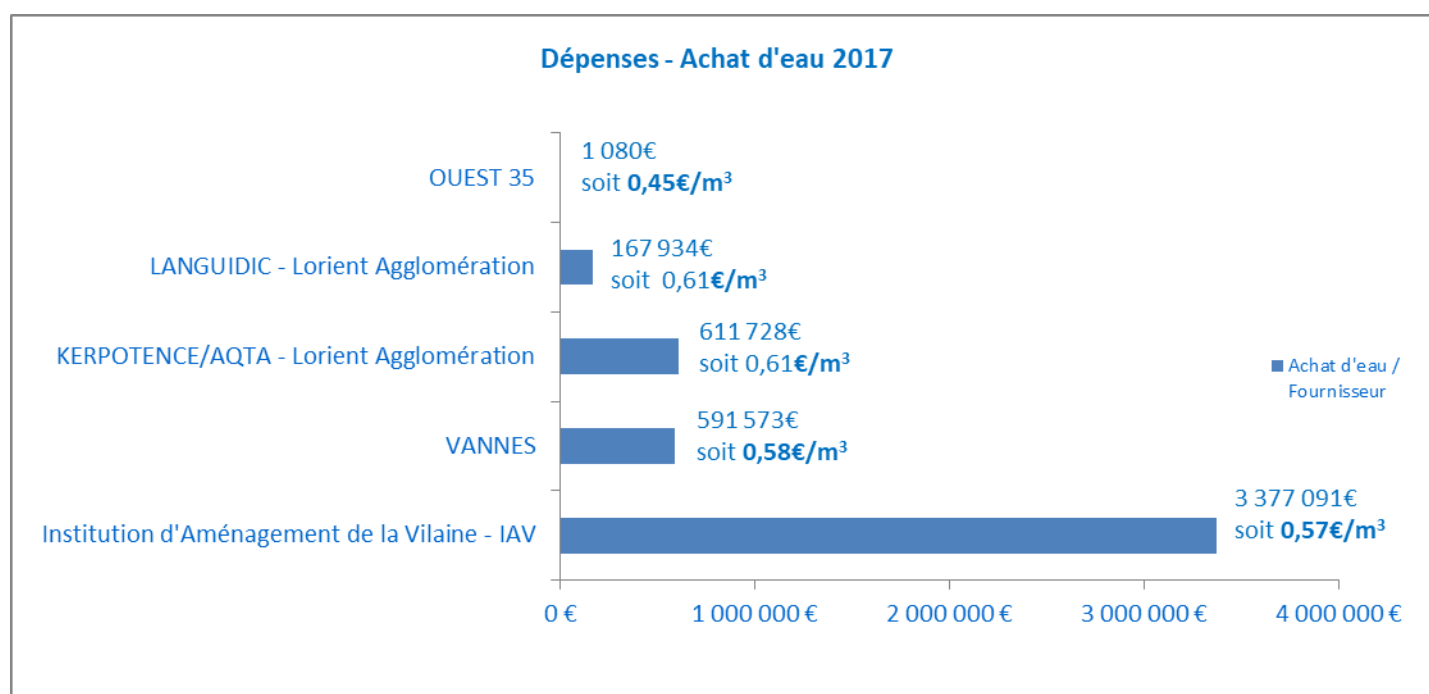 Dépenses - Achat d'eau 2017
OUEST 35
1 080€
soit 0,45€/m³
LANGUIDIC - Lorient Agglomération
167 934€
soit 0,61€/m³
KERPOTENCE/AQTA - Lorient Agglomération
611 728€
soit 0,61€/m³
Achat d'eau /
Fournisseur
VANNES
591 573€
soit 0,58€/m³
Institution d'Aménagement de la Vilaine - IAV
3 377 091€
soit 0,57€/m³
0 € 1 000 000 € 2 000 000 € 3 000 000 € 4 000 000 €